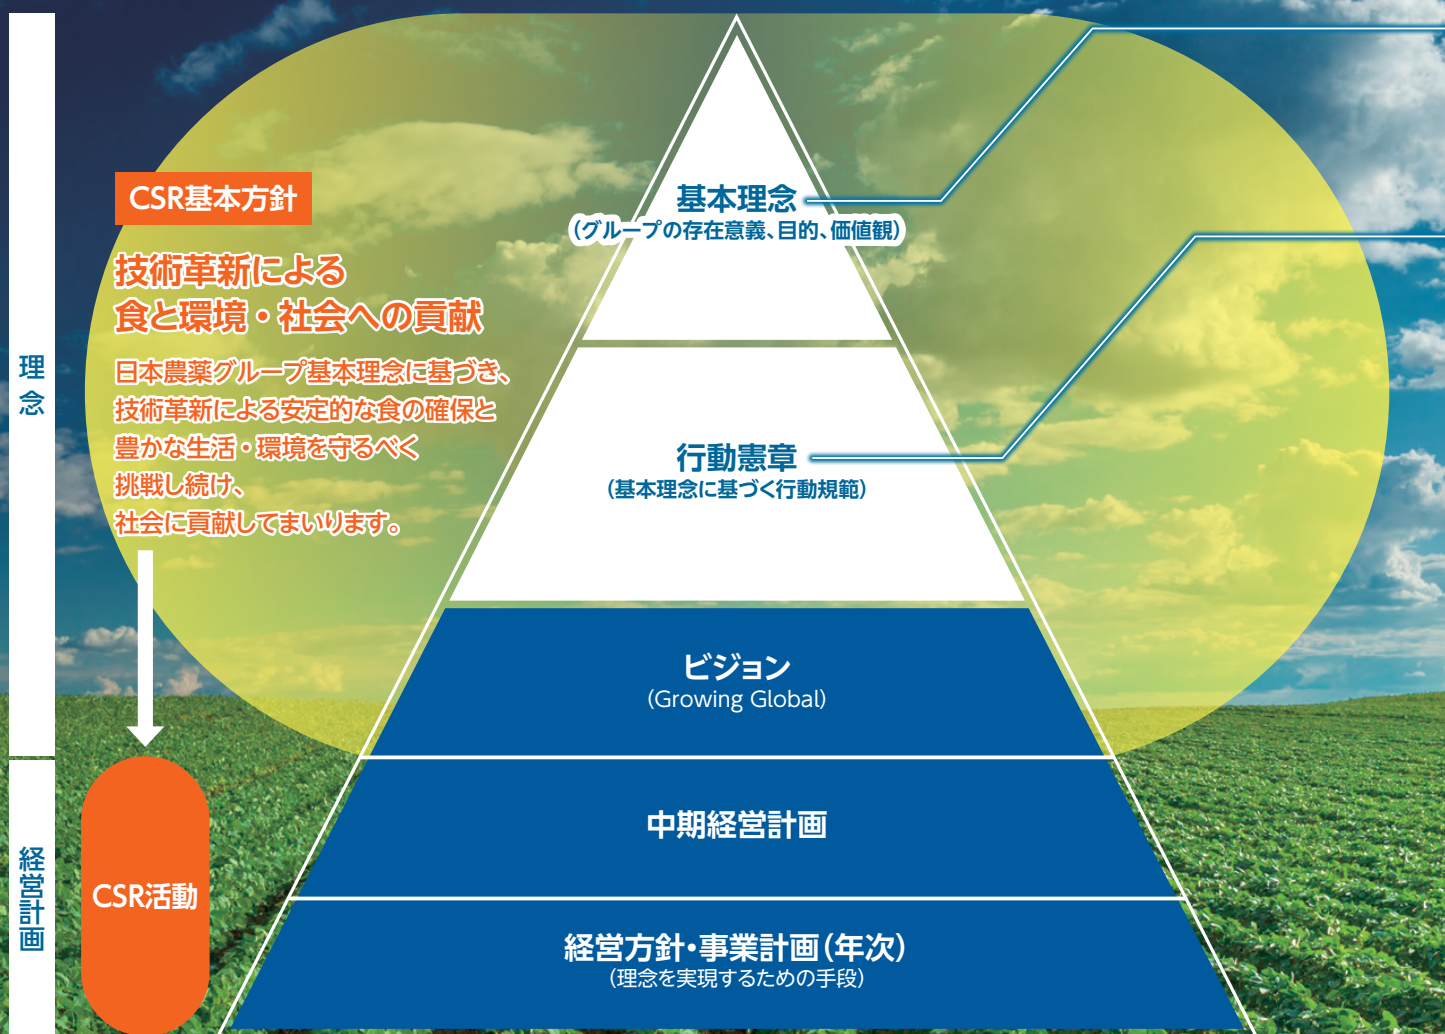 理念
CSR基本方針
技術革新による
食と環境・社会への貢献
日本農薬グループ基本理念に基づき、
技術革新による安定的な食の確保と
豊かな生活・環境を守るべく
挑戦し続け、
社会に貢献してまいります。
基本理念
（グループの存在意義、目的、価値観）
行動憲章
（基本理念に基づく行動規範）
ビジョン
(Growing Global)
経営計画
CSR活動
中期経営計画
経営方針・事業計画（年次）
（理念を実現するための手段）